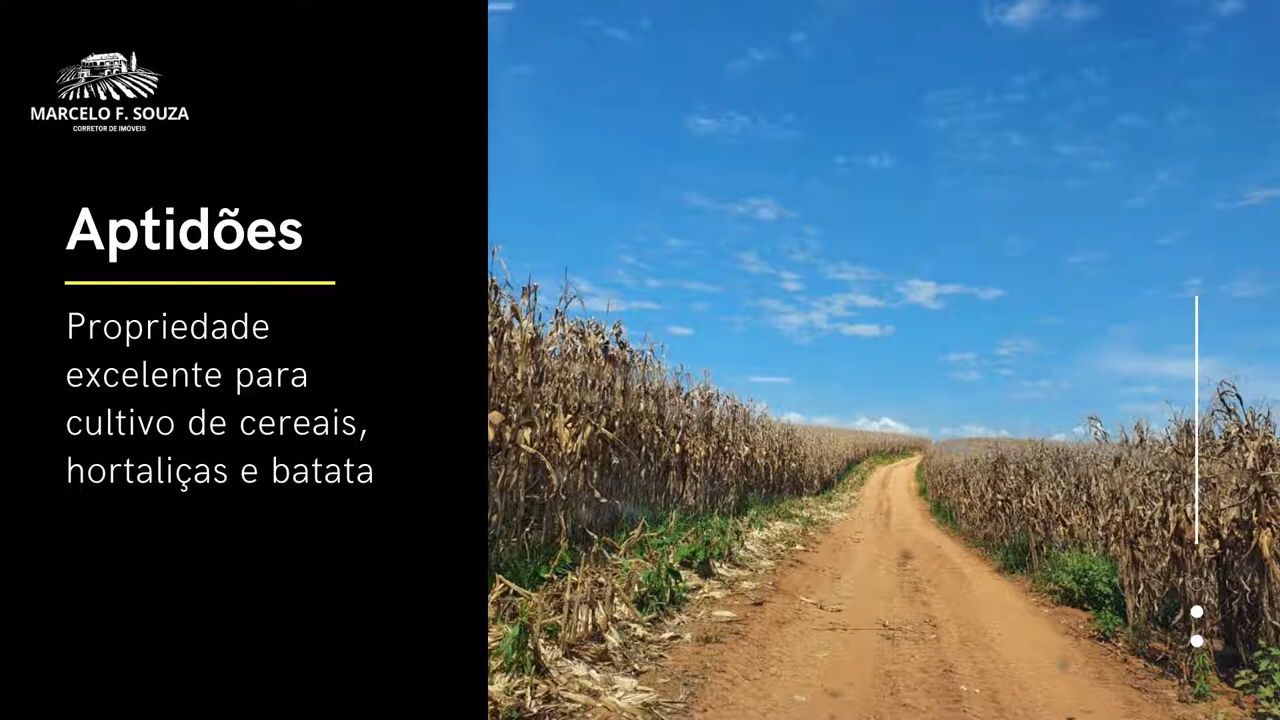 MARCELO F. SOUZA
CORRETOR DE IMÓVEIS
Aptidões
Propriedade
excelente para
cultivo de cereais,
hortaliças e batata